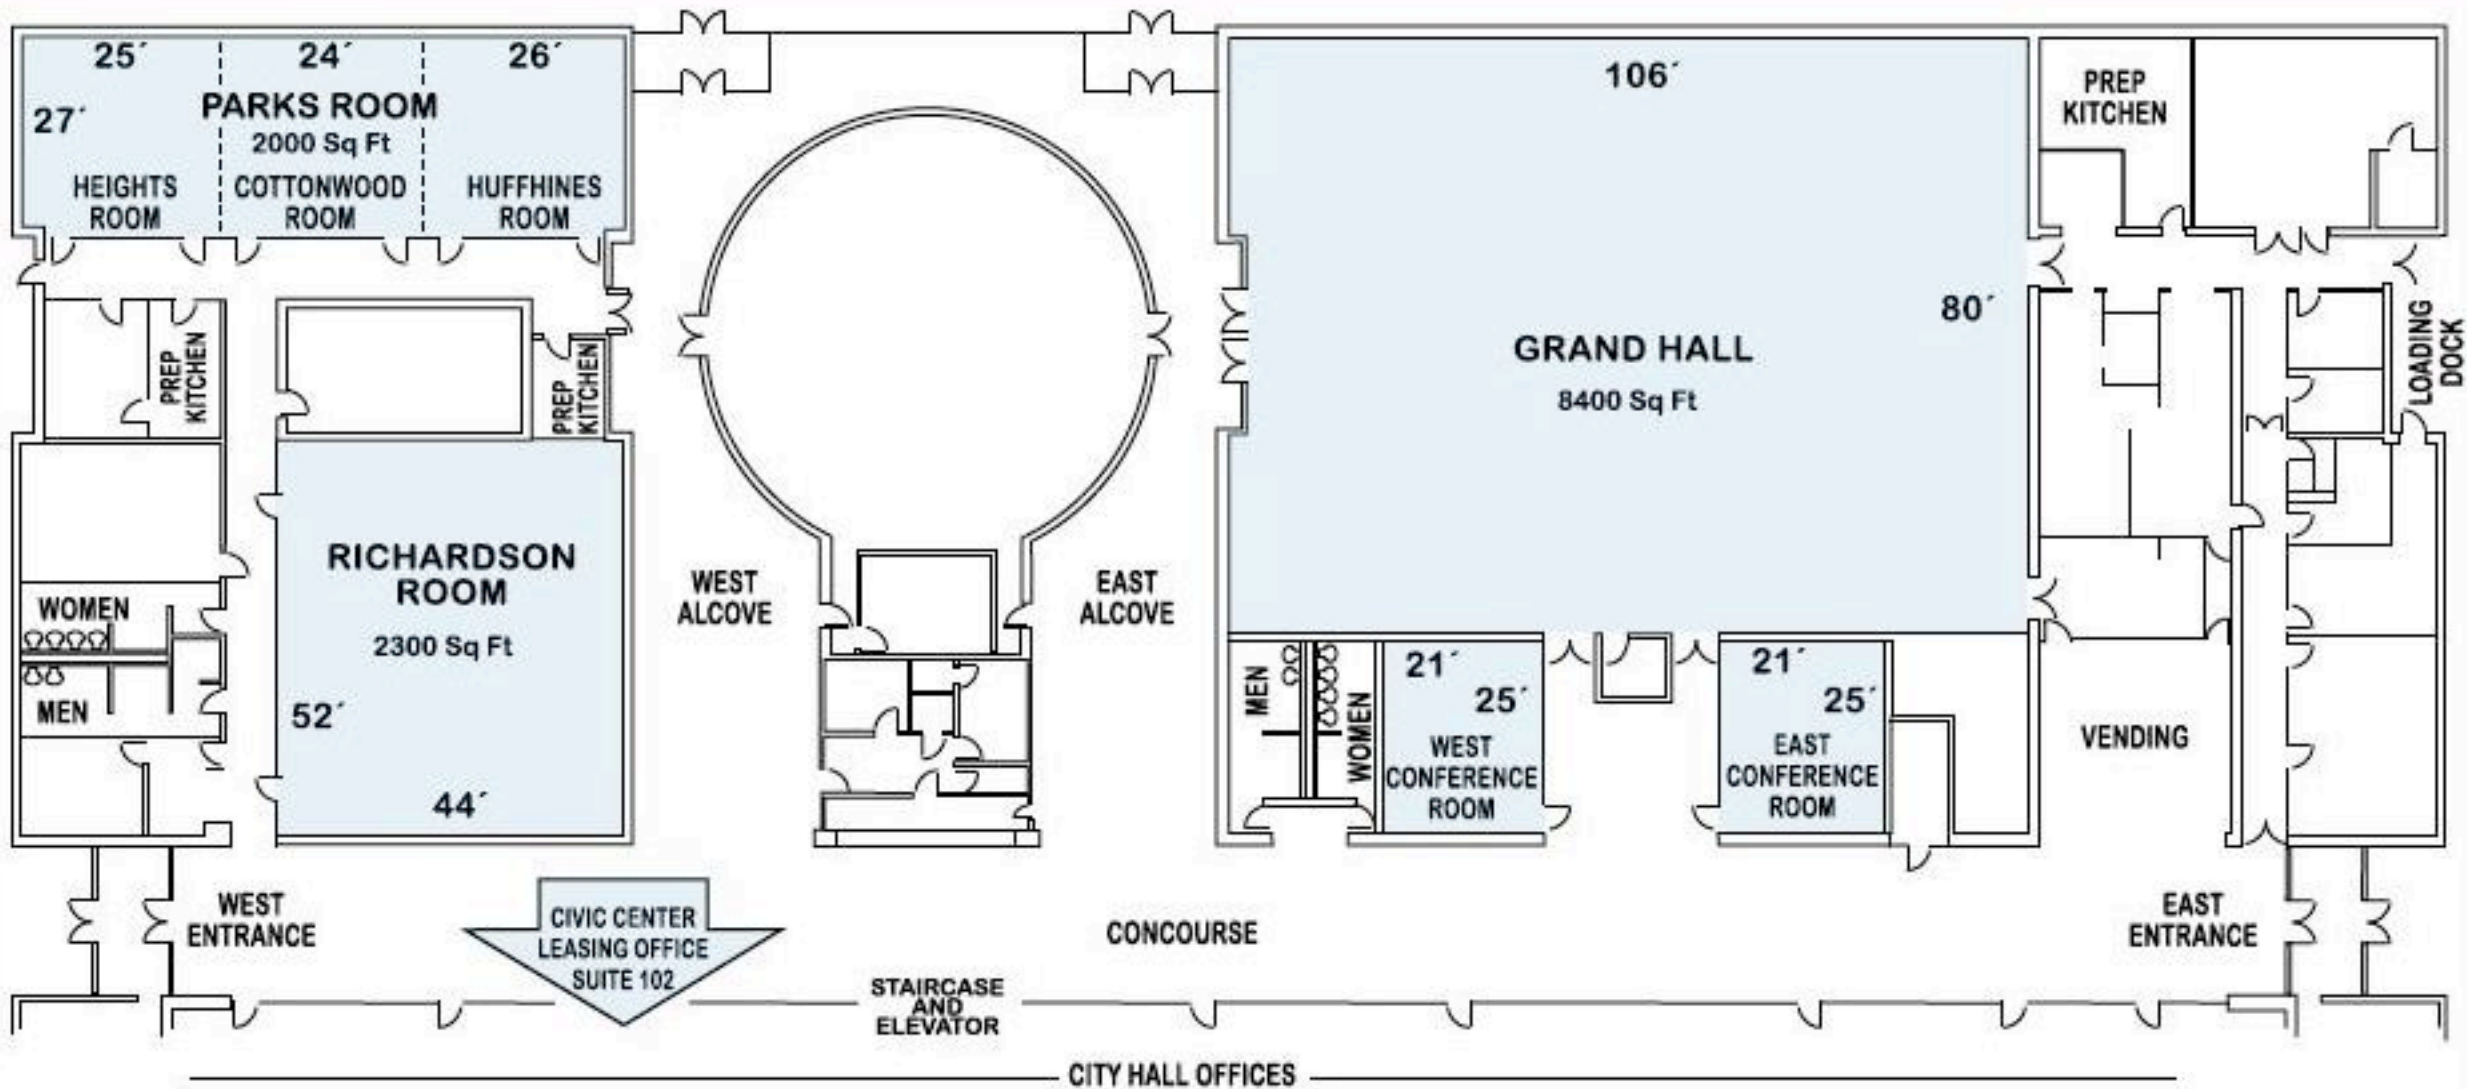 25´
24´
26´
27´
PARKS ROOM
2000 Sq Ft
HEIGHTS
ROOM
COTTONWOOD
ROOM
HUFFHINES
ROOM
PREP
KITCHEN
PREP
KITCHEN
RICHARDSON
ROOM
2300 Sq Ft
52´
44´
WOMEN
MEN
WEST
ALCOVE
EAST
ALCOVE
106´
80´
GRAND HALL
8400 Sq Ft
PREP
KITCHEN
LOADING
DOCK
MEN
WOMEN
21´
25´
WEST
CONFERENCE
ROOM
21´
25´
EAST
CONFERENCE
ROOM
VENDING
WEST
ENTRANCE
CIVIC CENTER
LEASING OFFICE
SUITE 102
CONCOURSE
EAST
ENTRANCE
STAIRCASE
AND
ELEVATOR
CITY HALL OFFICES